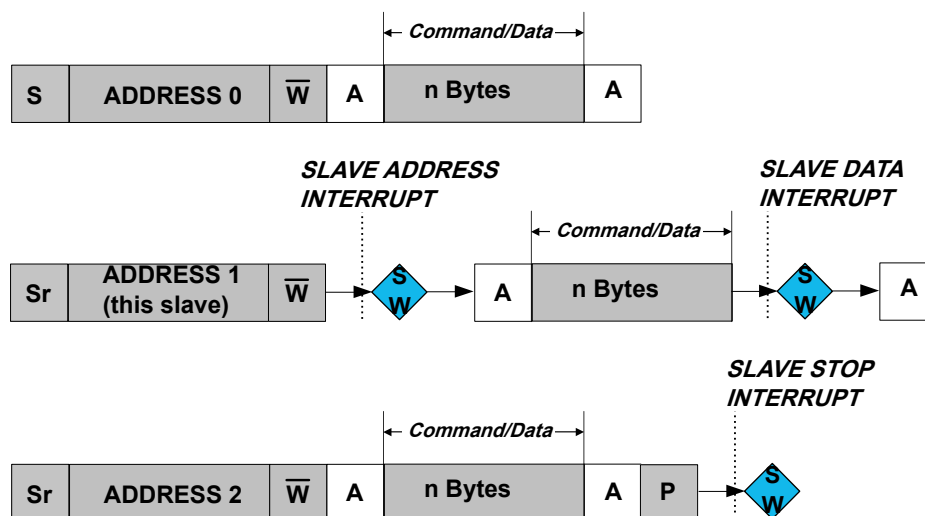 Command/Data
S ADDRESS 0 W̅ A n Bytes A
SLAVE ADDRESS
INTERRUPT
SLAVE DATA
INTERRUPT
Command/Data
Sr ADDRESS 1
(this slave) W̅ S
W A n Bytes S
W A
SLAVE STOP
INTERRUPT
Command/Data
Sr ADDRESS 2 W̅ A n Bytes A P S
W